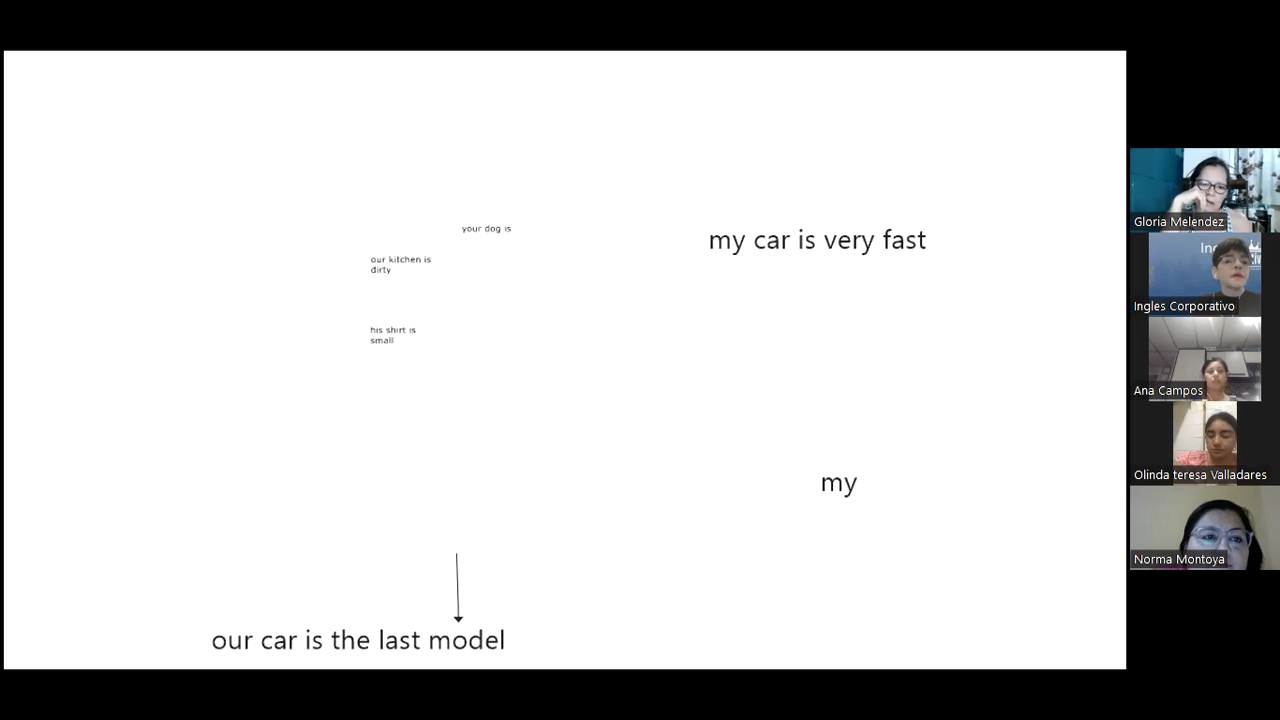 your dog is
my car is very fast
our kitchen is
dirty
his shirt is
small
my
our car is the last model
Gloria Melendez
Ingles Corporativo
Ana Campos
Olinda teresa Valladares
Norma Montoya